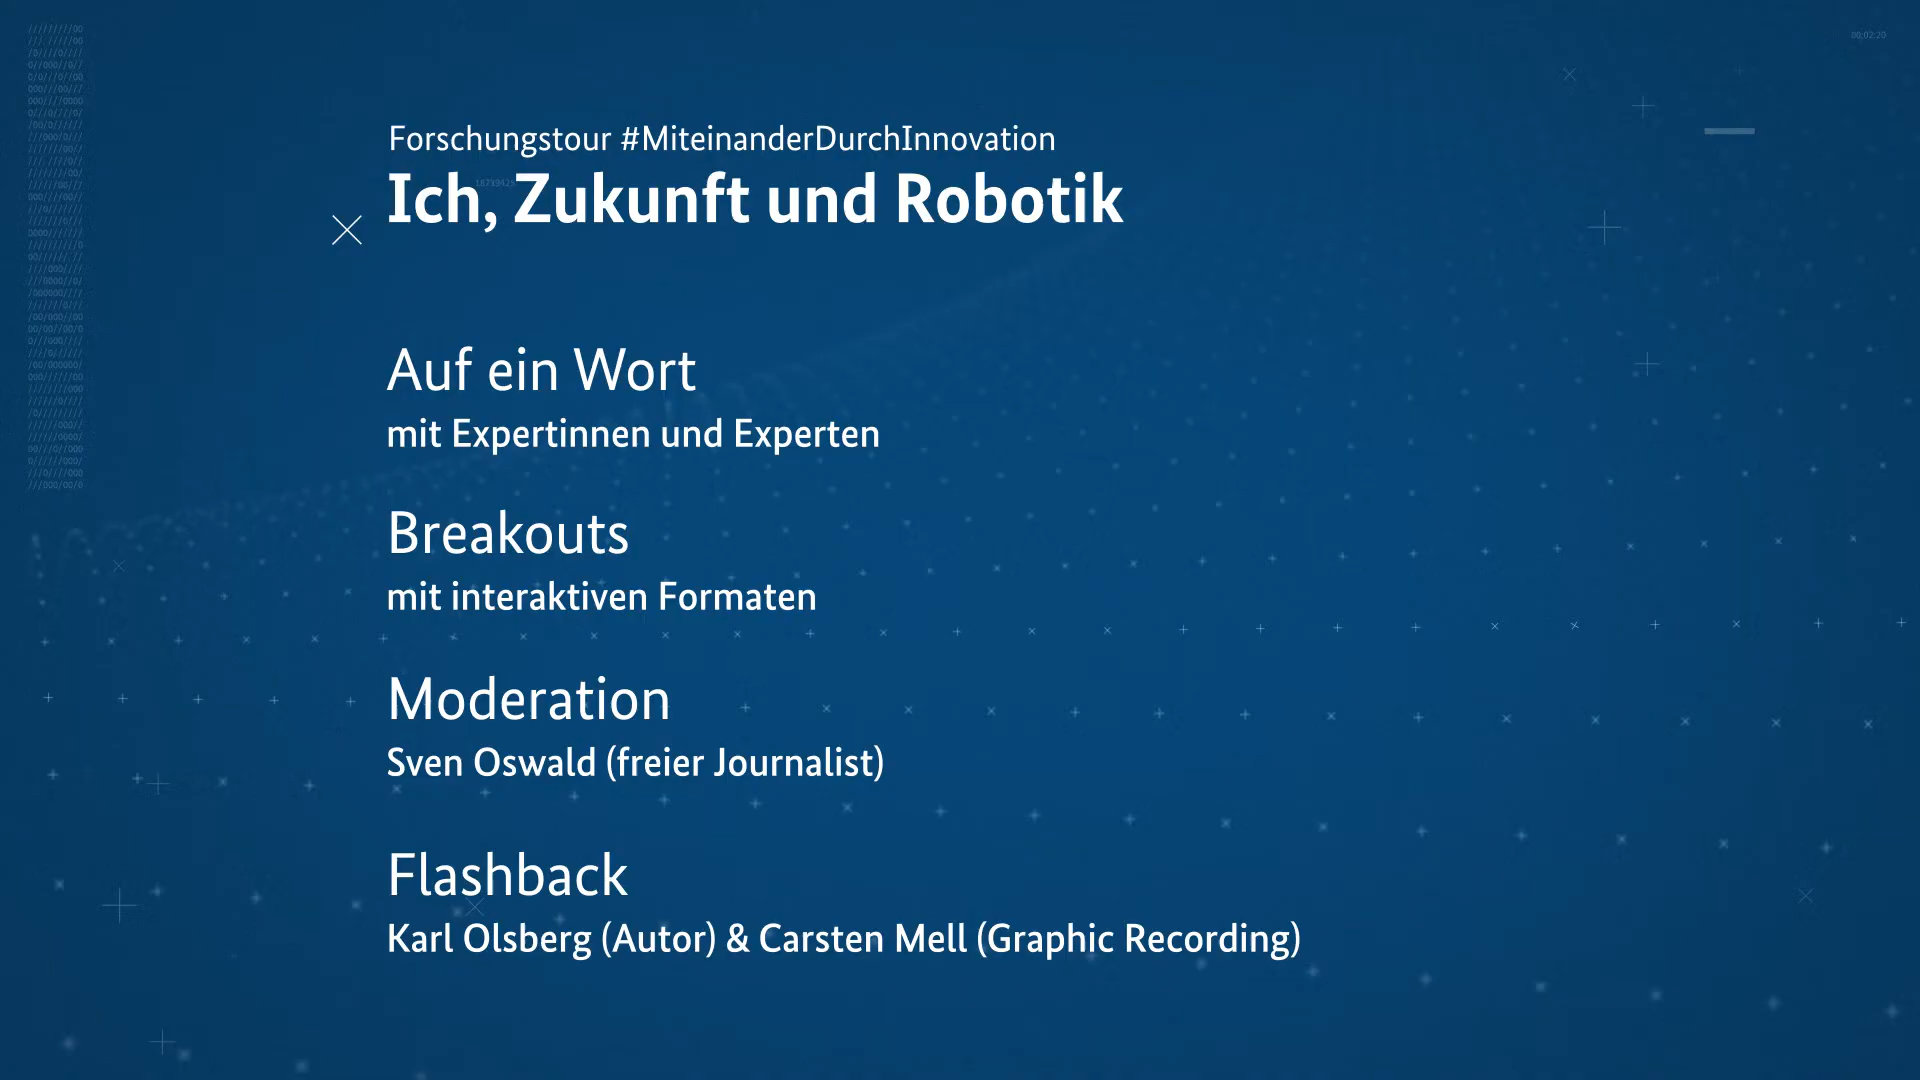 Forschungstour #MiteinanderDurchInnovation
Ich, Zukunft und Robotik
Auf ein Wort
mit Expertinnen und Experten
Breakouts
mit interaktiven Formaten
Moderation
Sven Oswald (freier Journalist)
Flashback
Karl Olsberg (Autor) & Carsten Mell (Graphic Recording)